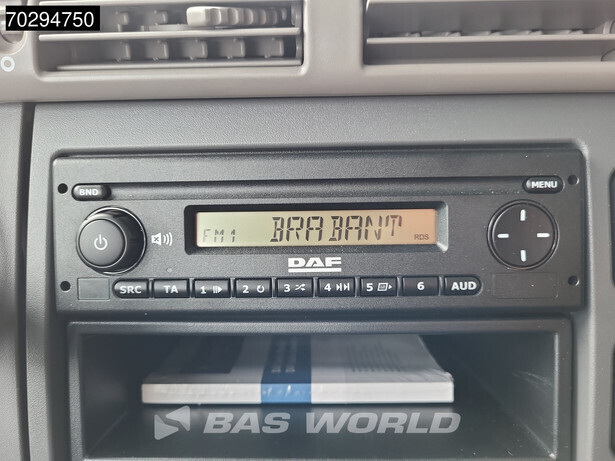 70294750
BND
MENU
FM1 BRABANT RDS
DAF
SRC TA 1 2 3 4 5 6 AUD
BAS WORLD